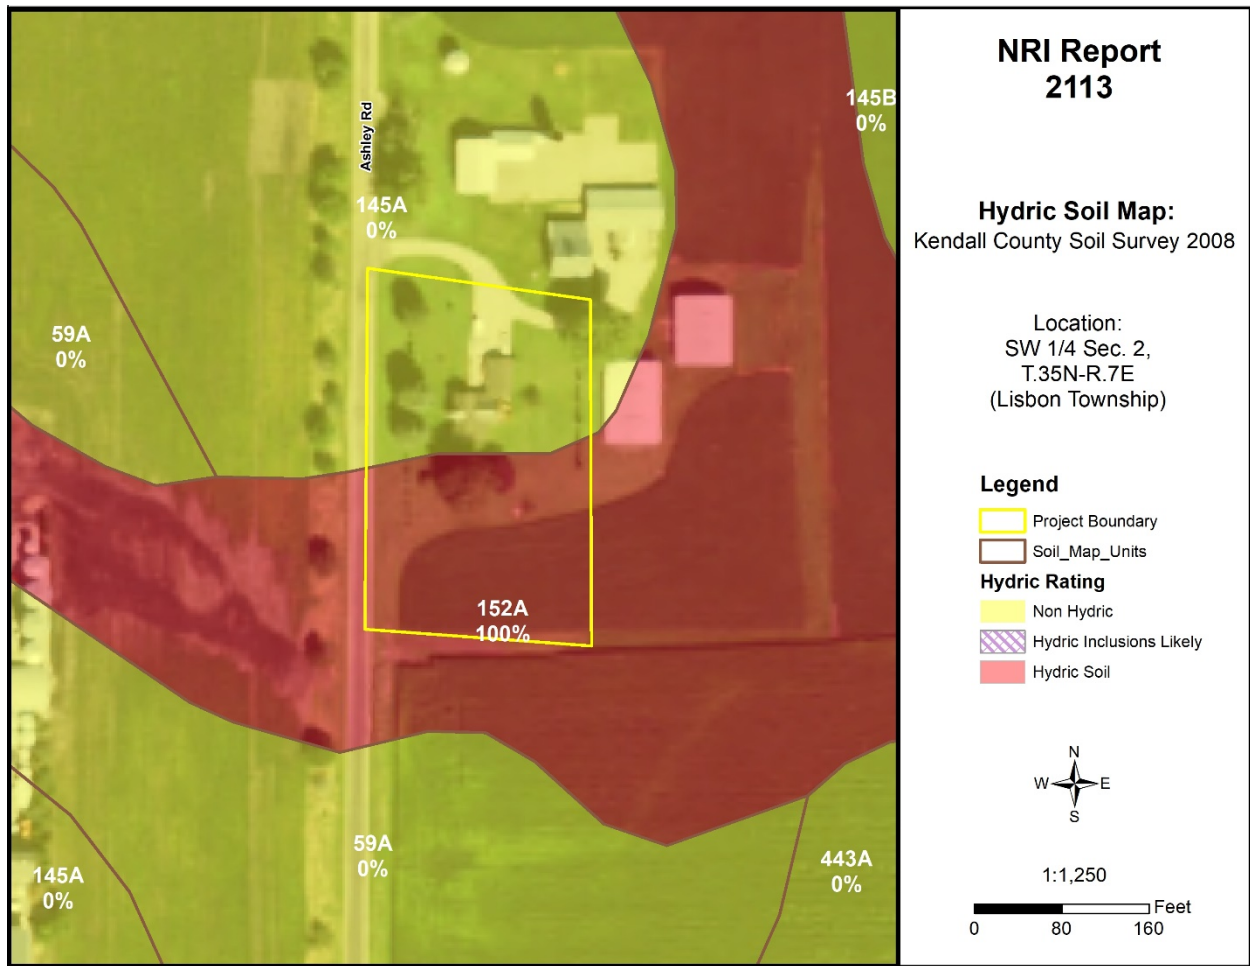 Ashley Rd
145B
0%
145A
0%
59A
0%
152A
100%
59A
0%
145A
0%
443A
0%
NRI Report
2113
Hydric Soil Map:
Kendall County Soil Survey 2008
Location:
SW 1/4 Sec. 2,
T.35N-R.7E
(Lisbon Township)
Legend
Project Boundary
Soil_Map_Units
Hydric Rating
Non Hydric
Hydric Inclusions Likely
Hydric Soil
N
W E
S
1:1,250
Feet
0 80 160